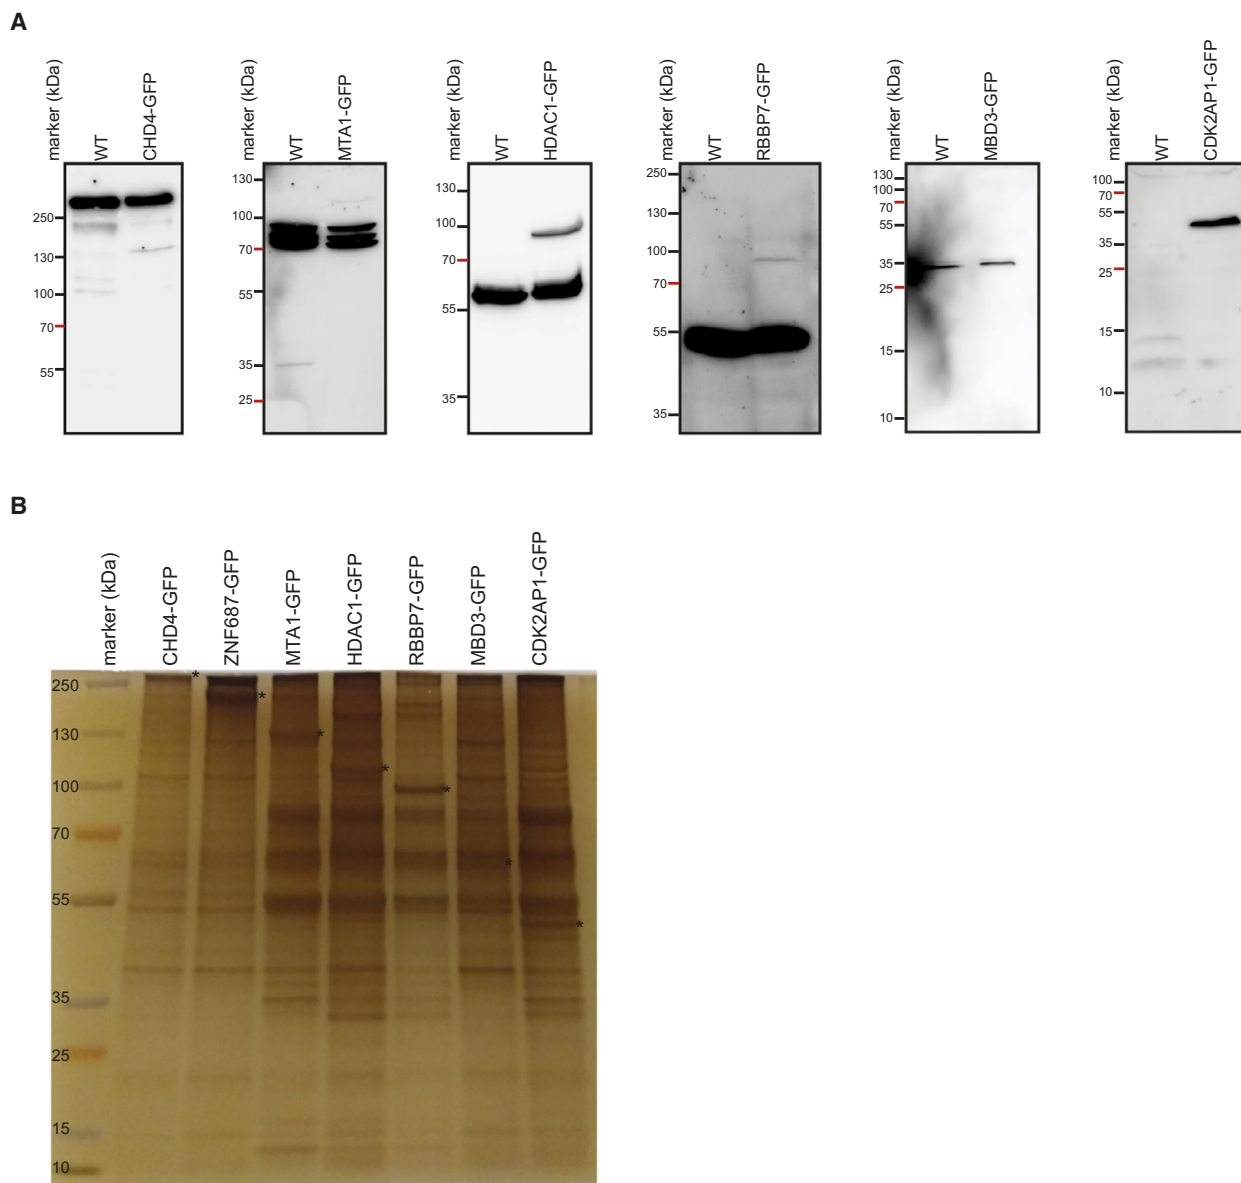 A
marker (kDa)
WT
CHD4-GFP
250
130
100
70
55
marker (kDa)
WT
MTA1-GFP
130
100
70
55
35
25
marker (kDa)
WT
HDAC1-GFP
130
100
70
55
35
marker (kDa)
WT
RBBP7-GFP
250
130
100
70
55
35
marker (kDa)
WT
MBD3-GFP
130
100
70
55
35
25
15
10
marker (kDa)
WT
CDK2AP1-GFP
100
70
55
35
25
15
10
B
marker (kDa)
CHD4-GFP
ZNF687-GFP
MTA1-GFP
HDAC1-GFP
RBBP7-GFP
MBD3-GFP
CDK2AP1-GFP
250
*
*
130
*
*
100
*
70
*
55
*
35
25
15
10